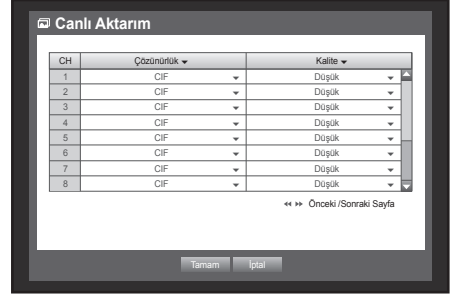 Canlı Aktarım
CH Çözünürlük Kalite
1 CIF Düşük
2 CIF Düşük
3 CIF Düşük
4 CIF Düşük
5 CIF Düşük
6 CIF Düşük
7 CIF Düşük
8 CIF Düşük
Önceki /Sonraki Sayfa
Tamam İptal